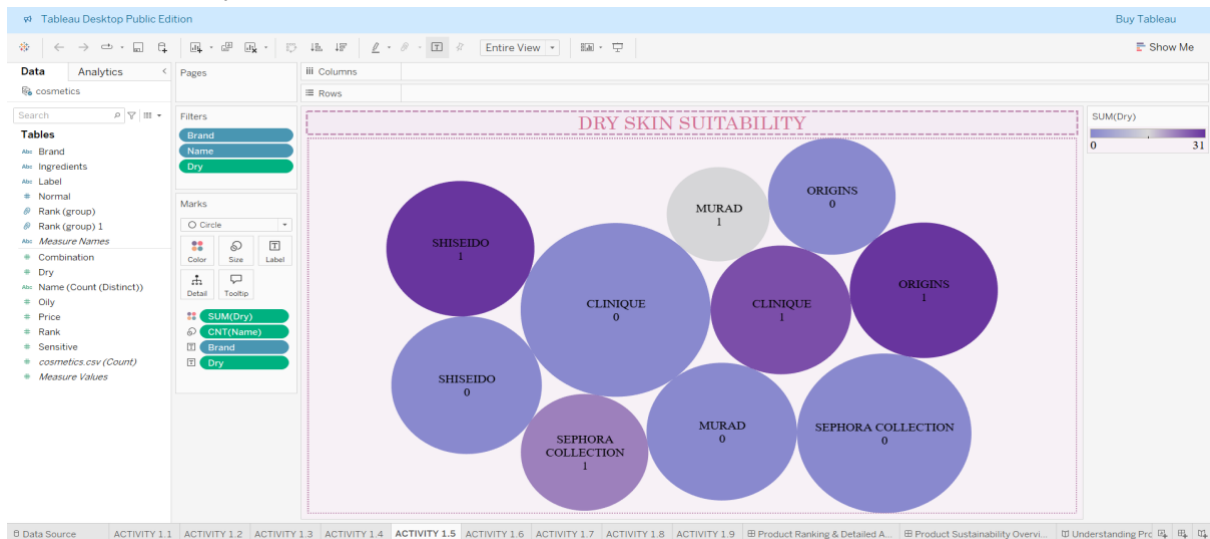 Tableau Desktop Public Edition
Buy Tableau
Entire View
Show Me
Data
Analytics
cosmetics
Search
Tables
Abc Brand
Abc Ingredients
Abc Label
# Normal
Rank (group)
Rank (group) 1
Abc Measure Names
# Combination
# Dry
Abc Name (Count (Distinct))
# Oily
# Price
# Rank
# Sensitive
# cosmetics.csv (Count)
# Measure Values
Pages
Filters
Brand
Name
Dry
Marks
Circle
Color
Size
Label
Detail
Tooltip
SUM(Dry)
CNT(Name)
Brand
Dry
Columns
Rows
DRY SKIN SUITABILITY
ORIGINS
0
MURAD
1
SHISEIDO
1
ORIGINS
1
CLINIQUE
0
CLINIQUE
1
SHISEIDO
0
MURAD
0
SEPHORA COLLECTION
0
SEPHORA
COLLECTION
1
SUM(Dry)
0 31
Data Source
ACTIVITY 1.1
ACTIVITY 1.2
ACTIVITY 1.3
ACTIVITY 1.4
ACTIVITY 1.5
ACTIVITY 1.6
ACTIVITY 1.7
ACTIVITY 1.8
ACTIVITY 1.9
Product Ranking & Detailed A...
Product Sustainability Overvi...
Understanding Prc